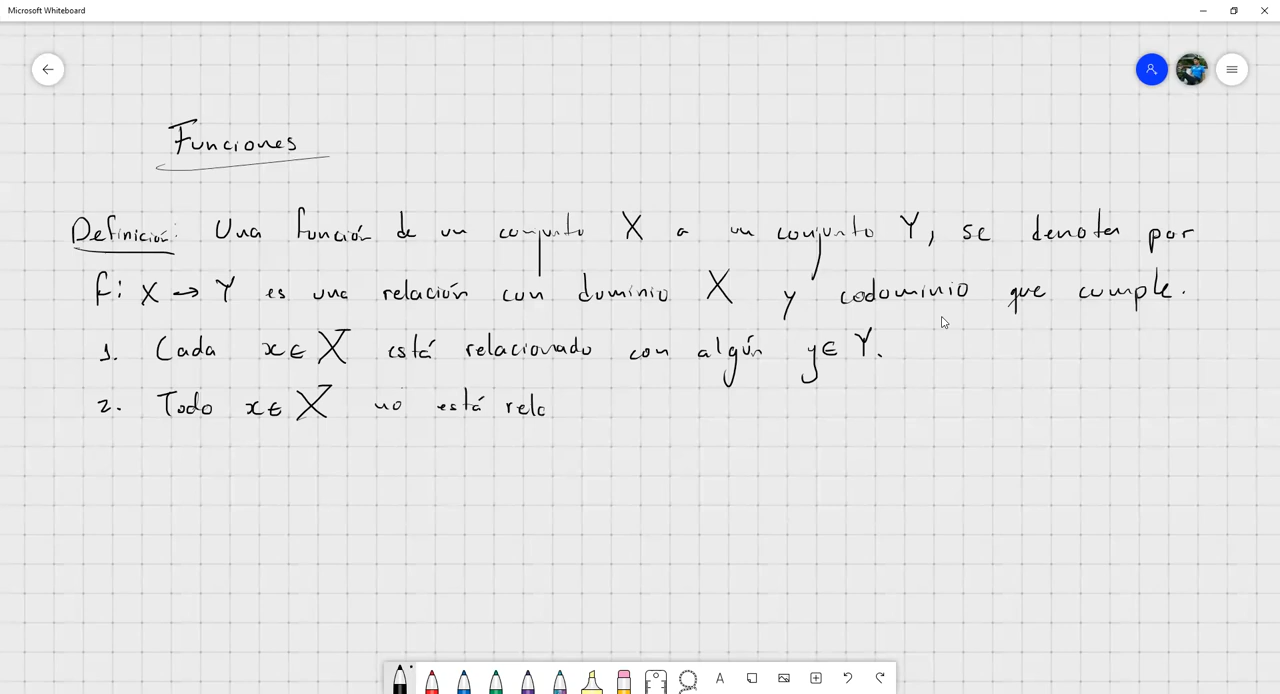 Microsoft Whiteboard
Funciones
Definición: Una función de un conjunto X a un conjunto Y, se denota por
f: X → Y es una relación con dominio X y codominio que cumple.
1. Cada x ∈ X está relacionado con algún y ∈ Y.
2. Todo x ∈ X no está rela
A